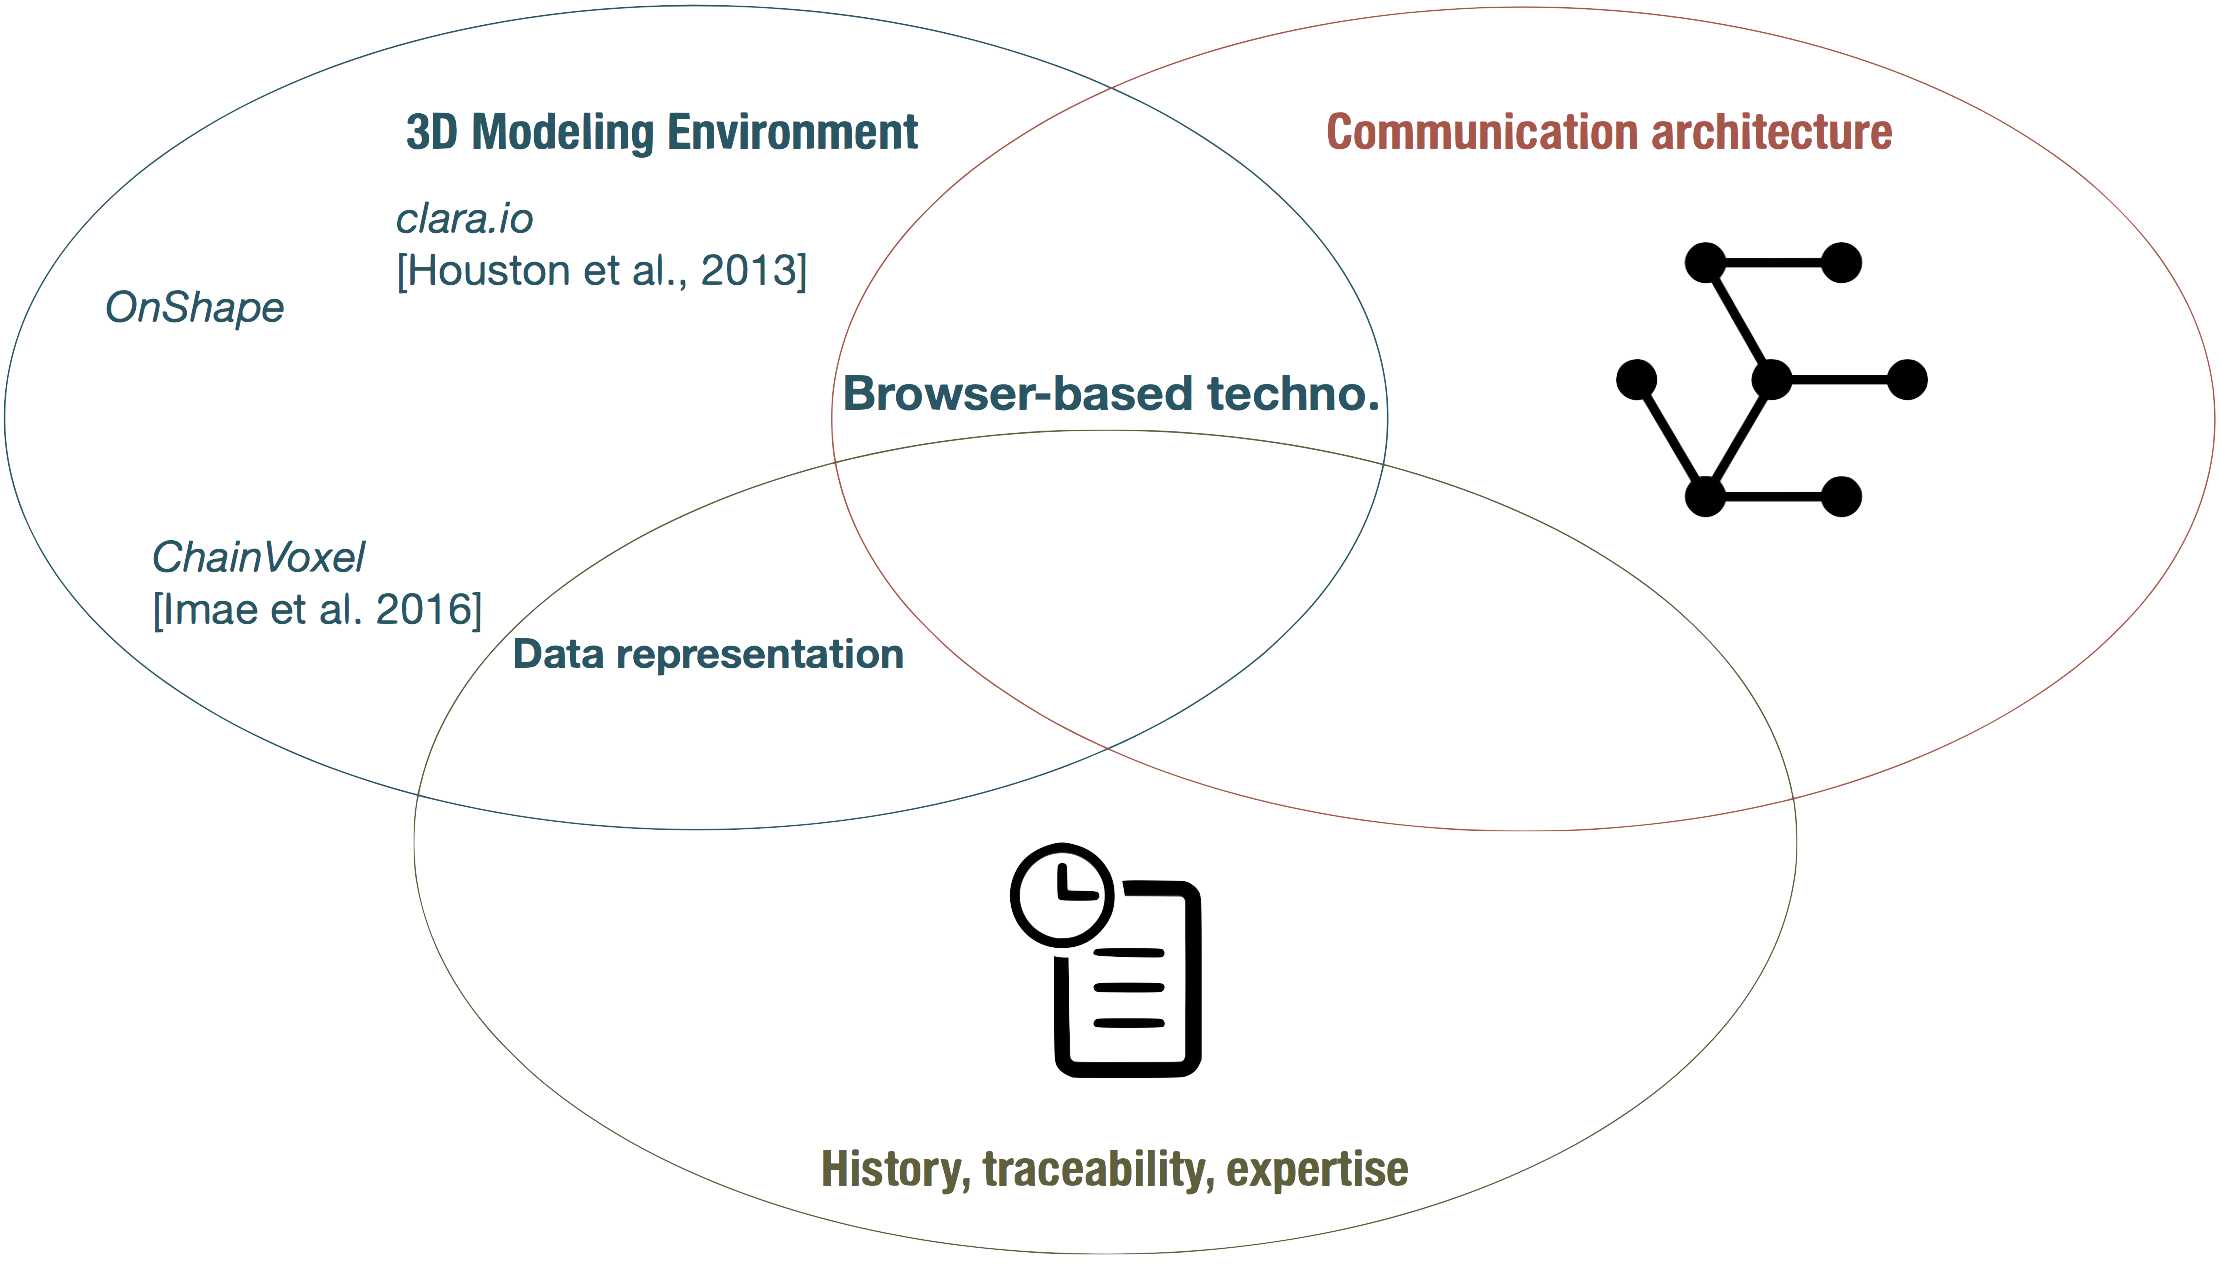 3D Modeling Environment
Communication architecture
clara.io
[Houston et al., 2013]
OnShape
Browser-based techno.
ChainVoxel
[Imae et al. 2016]
Data representation
History, traceability, expertise